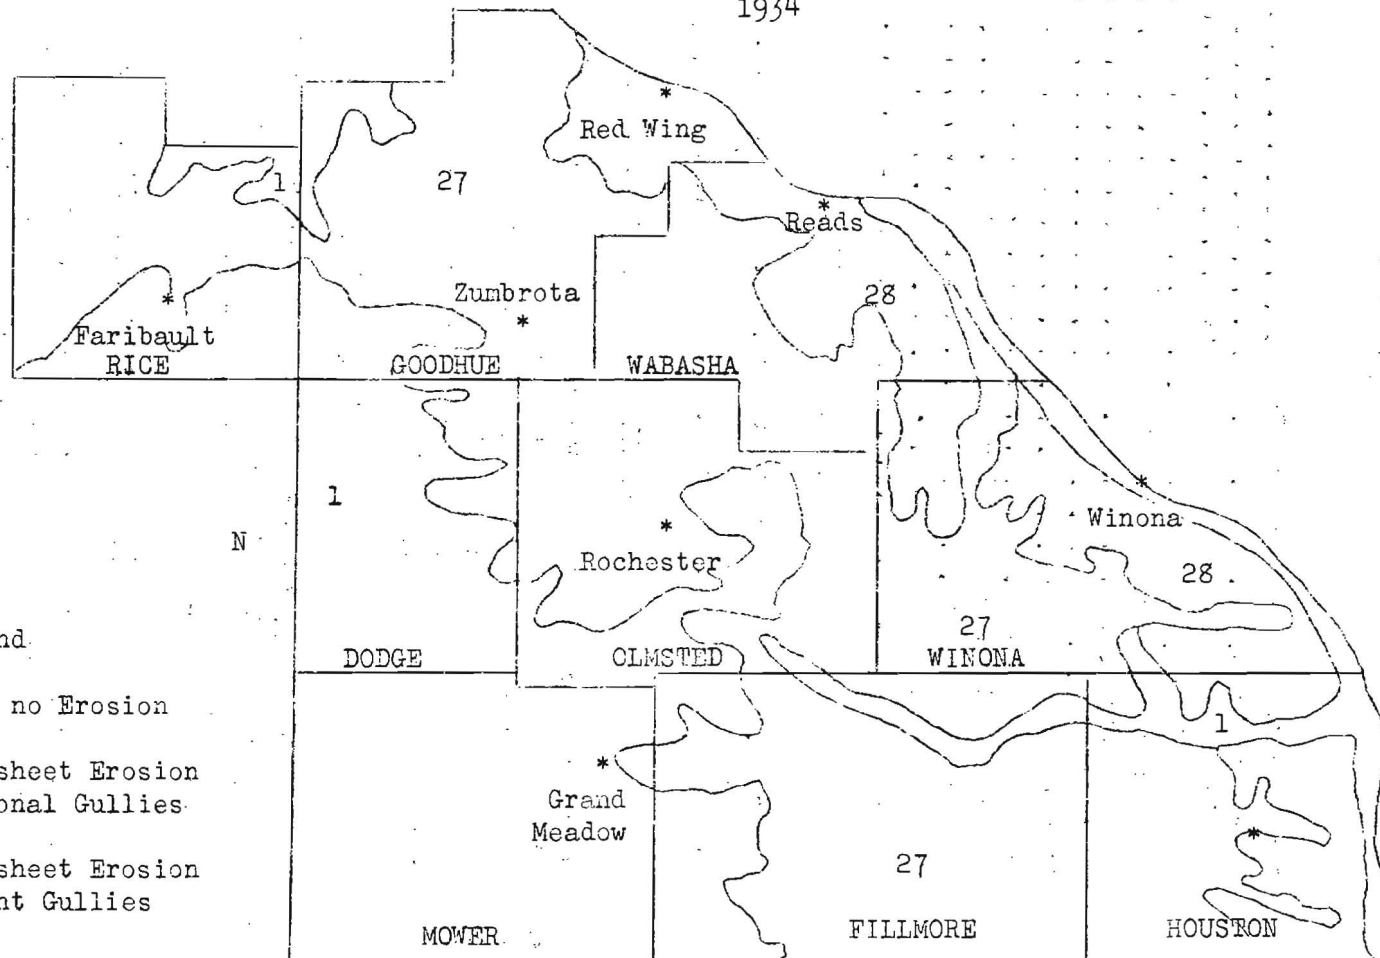 1934
*
Red Wing
1
27
*
Reads
28
Zumbrota
*
*
Faribault
RICE
GOODHUE
WABASHA
1
N
*
Rochester
*
Winona
28
27
nd
DODGE
OLMSTED
WINONA
no Erosion
1
sheet Erosion
onal Gullies
*
Grand
Meadow
*
27
sheet Erosion
nt Gullies
MOWER
FILLMORE
HOUSTON